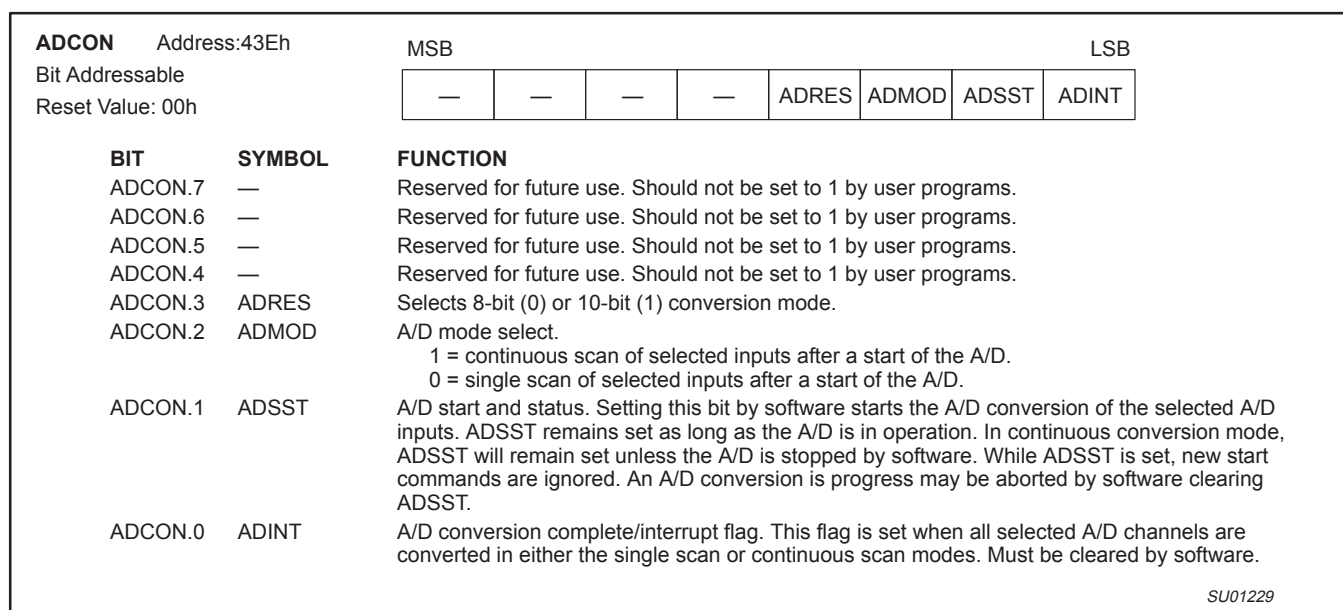 ADCON Address:43Eh
MSB LSB
Bit Addressable
Reset Value: 00h
— — — — ADRES ADMOD ADSST ADINT
BIT SYMBOL FUNCTION
ADCON.7 — Reserved for future use. Should not be set to 1 by user programs.
ADCON.6 — Reserved for future use. Should not be set to 1 by user programs.
ADCON.5 — Reserved for future use. Should not be set to 1 by user programs.
ADCON.4 — Reserved for future use. Should not be set to 1 by user programs.
ADCON.3 ADRES Selects 8-bit (0) or 10-bit (1) conversion mode.
ADCON.2 ADMOD A/D mode select.
1 = continuous scan of selected inputs after a start of the A/D.
0 = single scan of selected inputs after a start of the A/D.
ADCON.1 ADSST A/D start and status. Setting this bit by software starts the A/D conversion of the selected A/D
inputs. ADSST remains set as long as the A/D is in operation. In continuous conversion mode,
ADSST will remain set unless the A/D is stopped by software. While ADSST is set, new start
commands are ignored. An A/D conversion is progress may be aborted by software clearing
ADSST.
ADCON.0 ADINT A/D conversion complete/interrupt flag. This flag is set when all selected A/D channels are
converted in either the single scan or continuous scan modes. Must be cleared by software.
SU01229